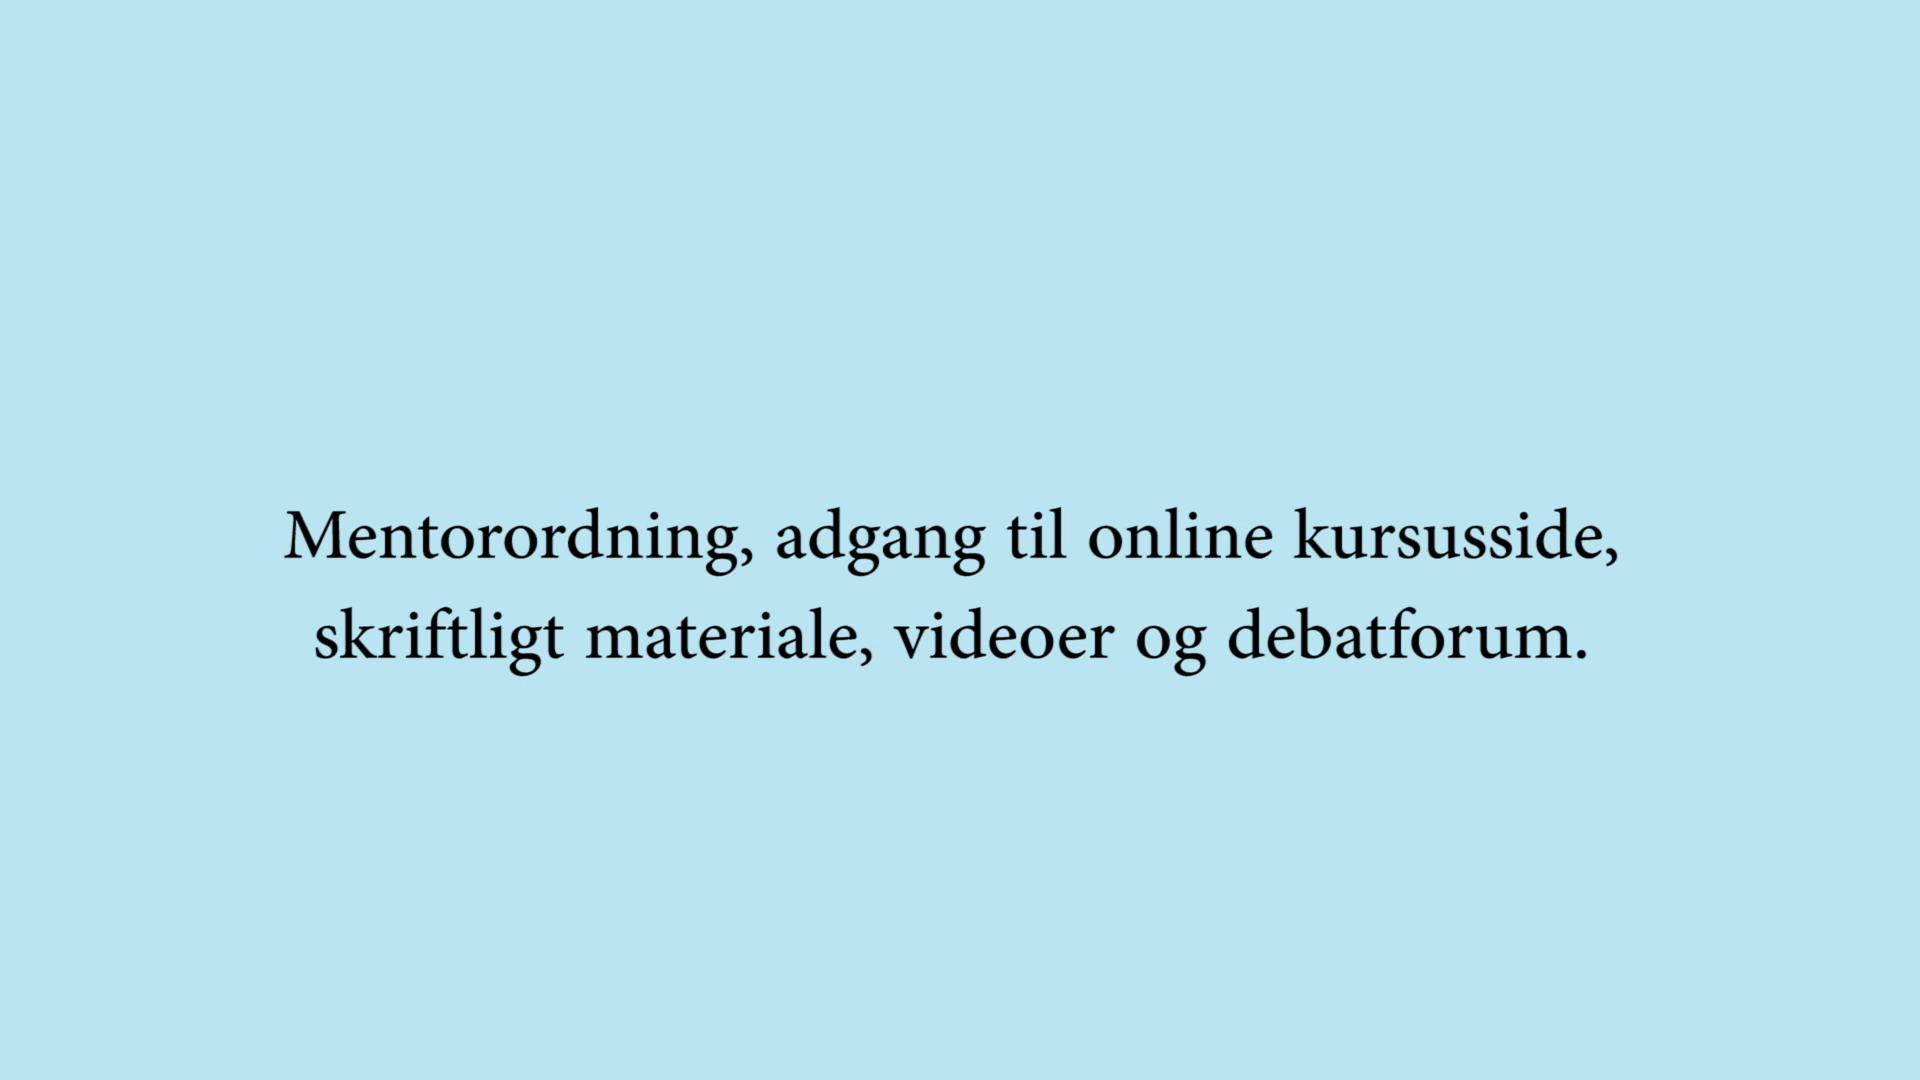 Mentorordning, adgang til online kursusside,
skriftligt materiale, videoer og debatforum.